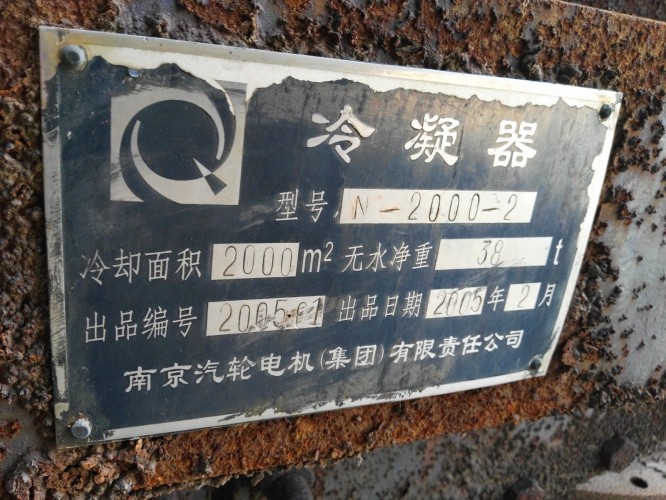 冷凝器
型号 N-2000-2
冷却面积 2000 m² 无水净重 38 t
出品编号 200501 出品日期 2005 年 2 月
南京汽轮电机(集团)有限责任公司